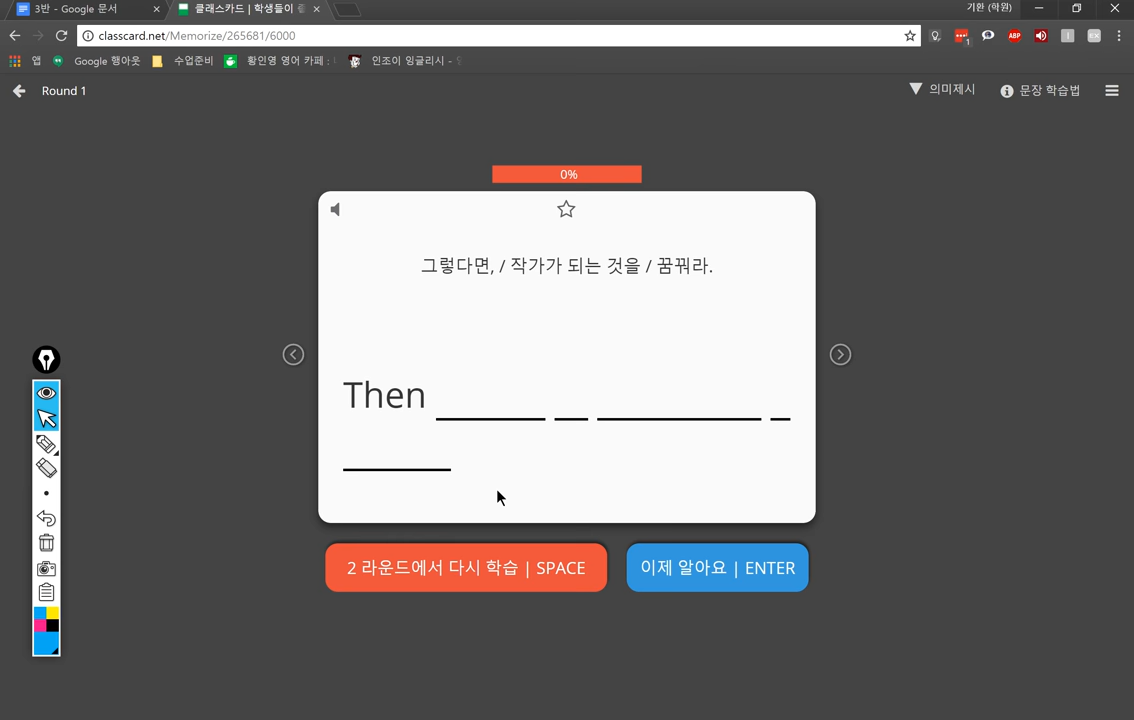 3반 - Google 문서
클래스카드 | 학생들이 클
기환 (학원)
classcard.net/Memorize/265681/6000
ABP
1
앱
Google 행아웃
수업준비
황인영 영어 카페 :
인조이 잉글리시 -
Round 1
의미제시
문장 학습법
0%
그렇다면, / 작가가 되는 것을 / 꿈꿔라.
Then
2 라운드에서 다시 학습 | SPACE
이제 알아요 | ENTER